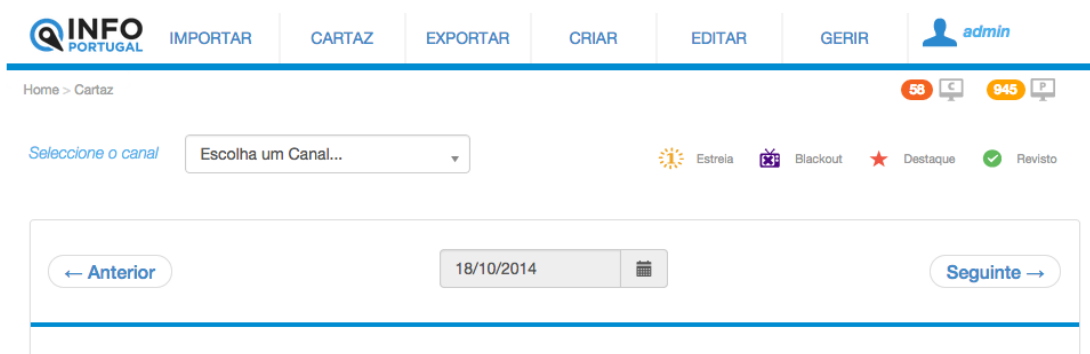 INFO
PORTUGAL
IMPORTAR CARTAZ EXPORTAR CRIAR EDITAR GERIR admin
Home > Cartaz 58 C 945 P
Seleccione o canal Escolha um Canal... 1 Estreia Blackout Destaque Revisto
← Anterior 18/10/2014 Seguinte →